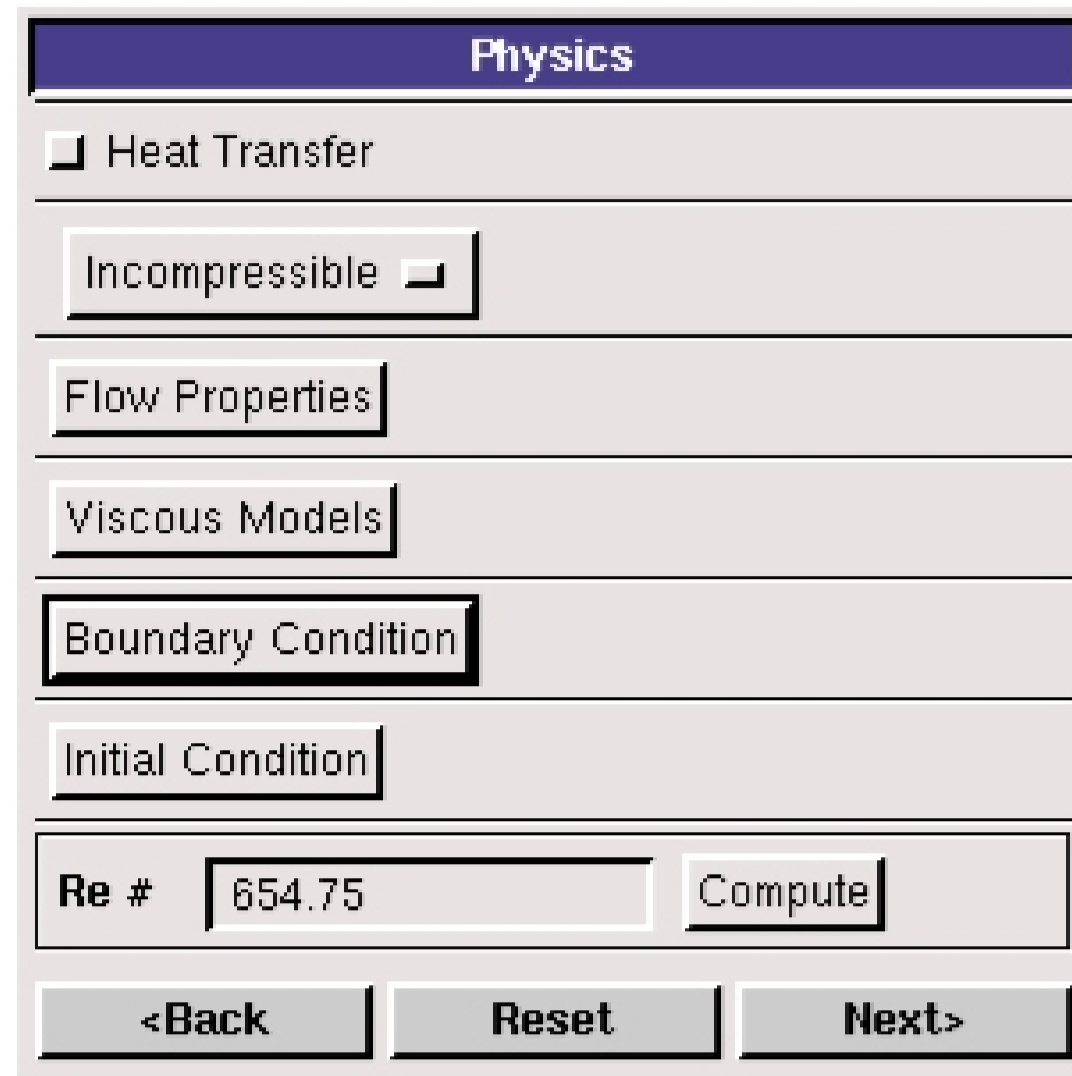 Physics
Heat Transfer
Incompressible
Flow Properties
Viscous Models
Boundary Condition
Initial Condition
Re # 654.75 Compute
<Back Reset Next>